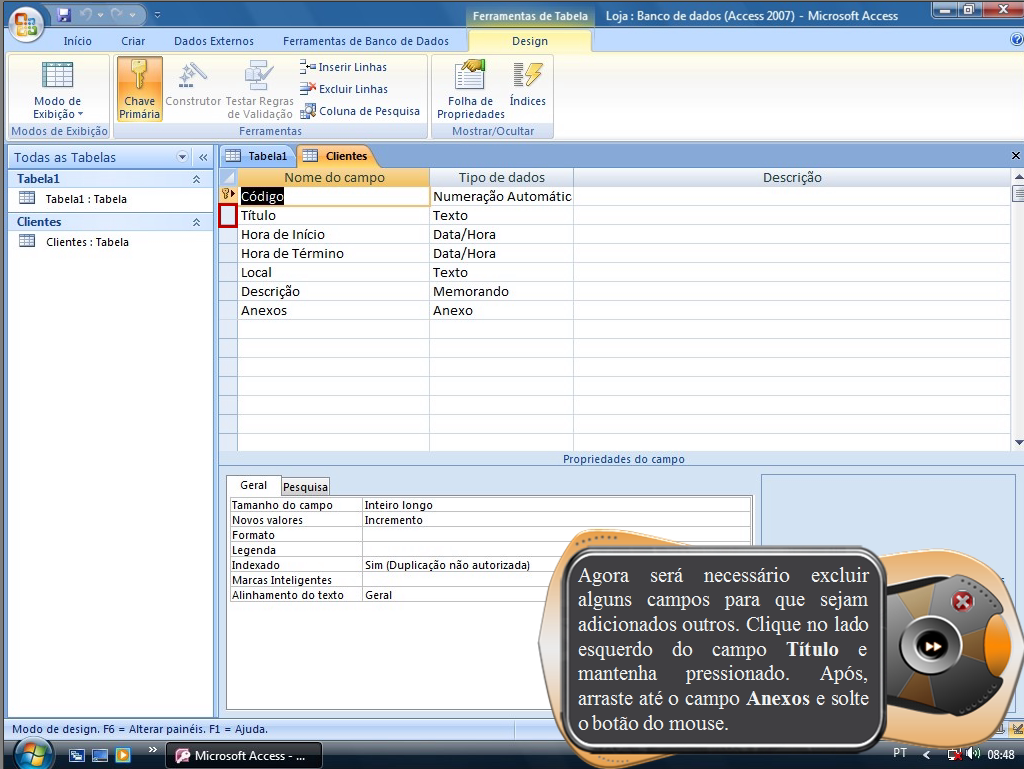 Ferramentas de Tabela
Loja : Banco de dados (Access 2007) - Microsoft Access
Início Criar Dados Externos Ferramentas de Banco de Dados Design
Modo de Exibição
Modos de Exibição
Chave Primária
Construtor
Testar Regras de Validação
Inserir Linhas
Excluir Linhas
Coluna de Pesquisa
Ferramentas
Folha de Propriedades
Índices
Mostrar/Ocultar
Todas as Tabelas
Tabela1
Tabela1 : Tabela
Clientes
Clientes : Tabela
Tabela1 Clientes
Nome do campo Tipo de dados Descrição
Código Numeração Automátic
Título Texto
Hora de Início Data/Hora
Hora de Término Data/Hora
Local Texto
Descrição Memorando
Anexos Anexo
Propriedades do campo
Geral Pesquisa
Tamanho do campo Inteiro longo
Novos valores Incremento
Formato
Legenda
Indexado Sim (Duplicação não autorizada)
Marcas Inteligentes
Alinhamento do texto Geral
Agora será necessário excluir
alguns campos para que sejam
adicionados outros. Clique no lado
esquerdo do campo Título e
mantenha pressionado. Após,
arraste até o campo Anexos e solte
o botão do mouse.
Modo de design. F6 = Alterar painéis. F1 = Ajuda.
Microsoft Access - ...
PT
08:48